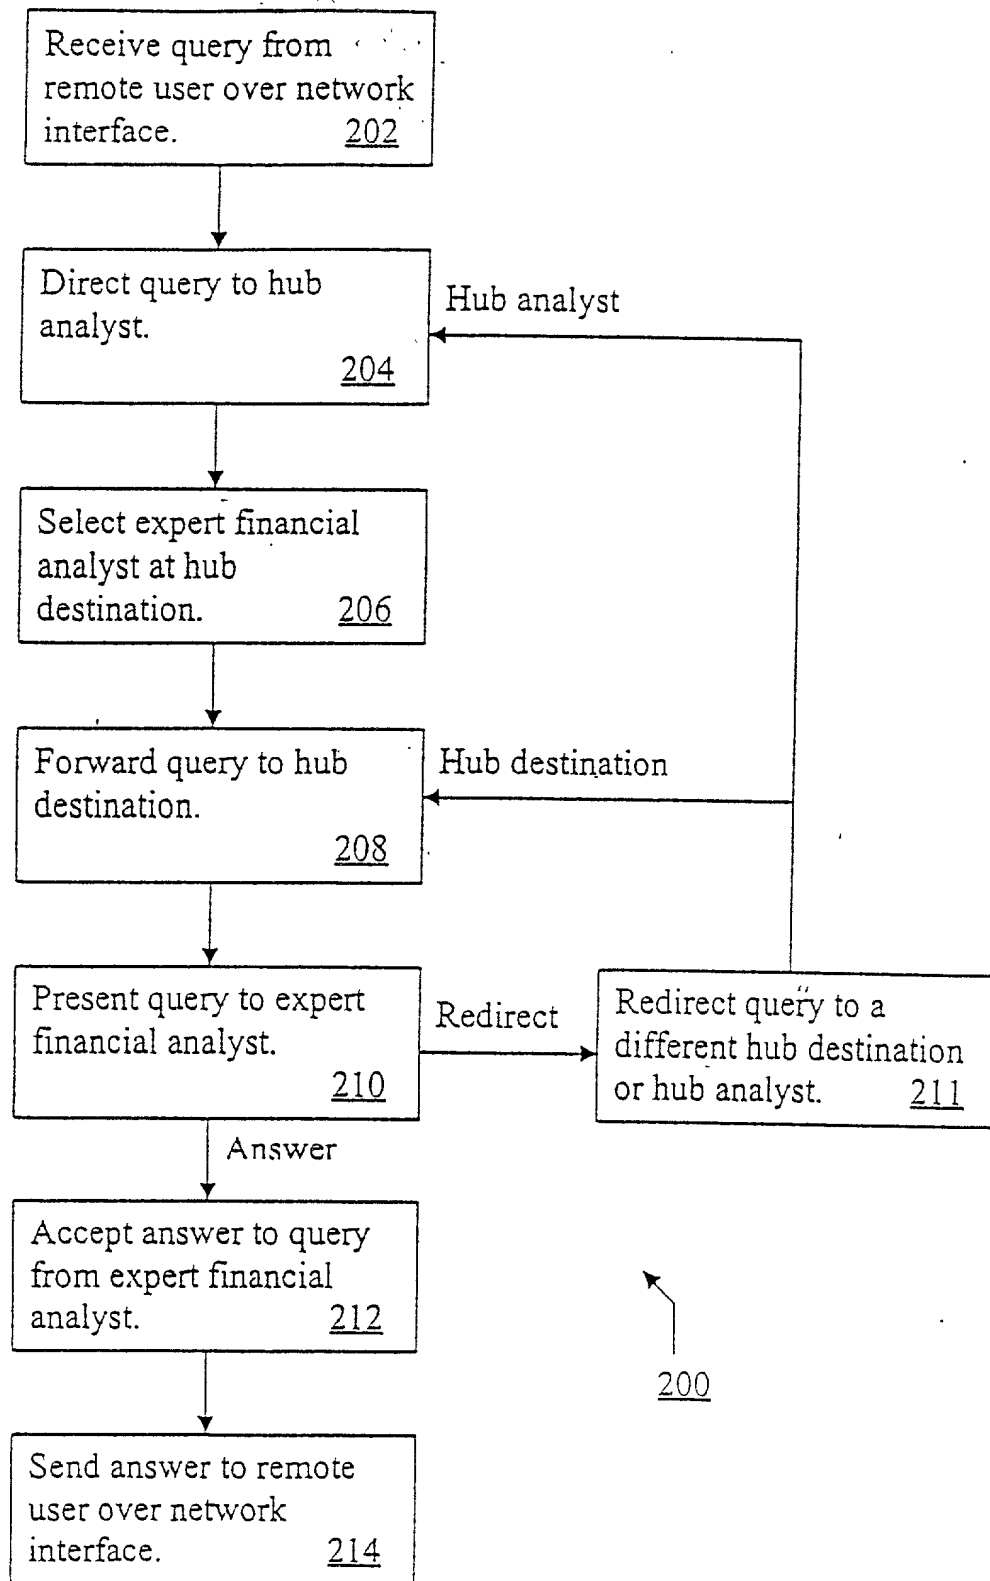 Receive query from
remote user over network
interface. 202
Direct query to hub
analyst.
204
Hub analyst
Select expert financial
analyst at hub
destination. 206
Forward query to hub
destination.
208
Hub destination
Present query to expert
financial analyst.
210
Redirect
Redirect query to a
different hub destination
or hub analyst. 211
Answer
Accept answer to query
from expert financial
analyst. 212
200
Send answer to remote
user over network
interface. 214